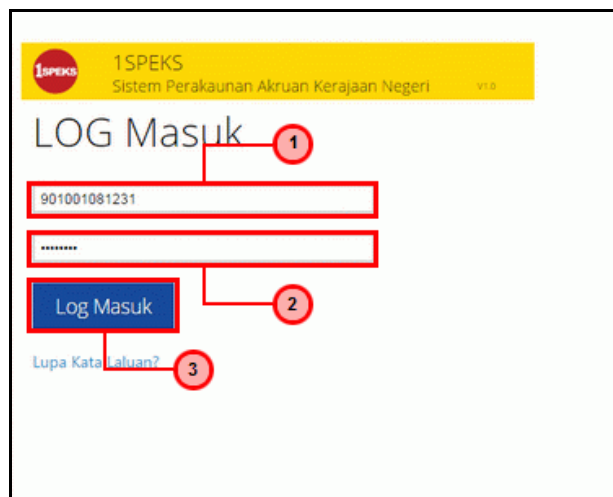 1SPEKS
1SPEKS
Sistem Perakaunan Akruan Kerajaan Negeri V1.0
LOG Masuk
1
901001081231
••••••••
2
Log Masuk
Lupa Kata Laluan?
3